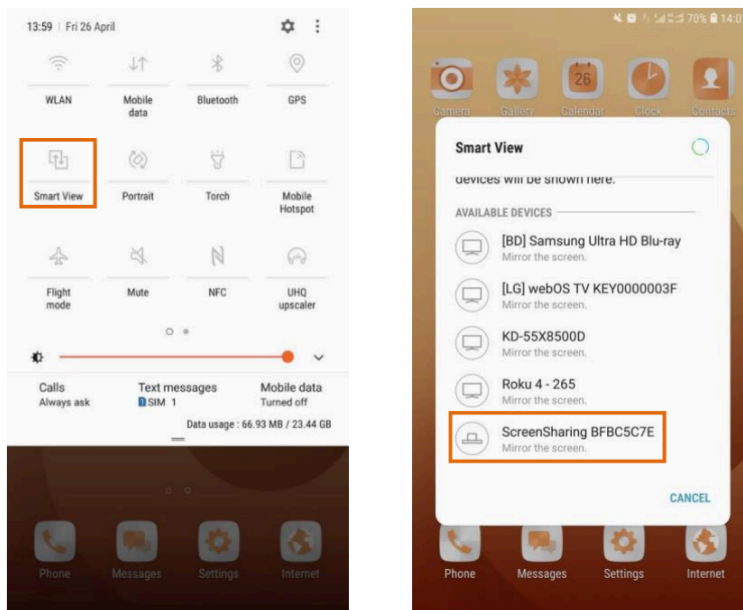 13:59 | Fri 26 April
WLAN
Mobile
data
Bluetooth
GPS
Smart View
Portrait
Torch
Mobile
Hotspot
Flight
mode
Mute
NFC
UHQ
upscaler
Calls
Always ask
Text messages
1 SIM 1
Mobile data
Turned off
Data usage : 66.93 MB / 23.44 GB
Phone
Messages
Settings
Internet
70% 14:0
Camera
Gallery
26
Calendar
Clock
Contacts
Smart View
devices will be shown here.
AVAILABLE DEVICES
[BD] Samsung Ultra HD Blu-ray
Mirror the screen.
[LG] webOS TV KEY0000003F
Mirror the screen.
KD-55X8500D
Mirror the screen.
Roku 4 - 265
Mirror the screen.
ScreenSharing BFBC5C7E
Mirror the screen.
CANCEL
Phone
Messages
Settings
Internet